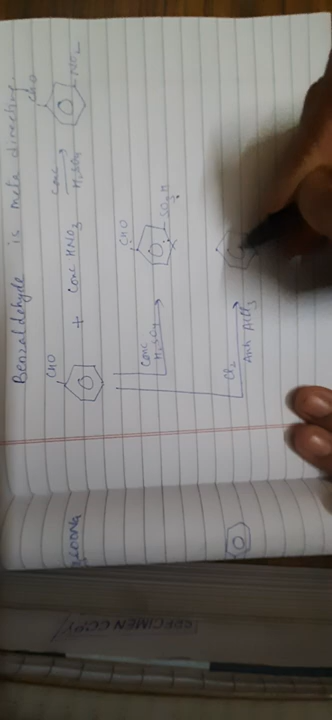 Benzaldehyde is meta directing
CHO
CHO
+ Conc HNO3 conc H2SO4 NO2
CHO
Conc H2SO4 SO3H
Cl2
Anh AlCl3
COONa
SPECIMEN COPY